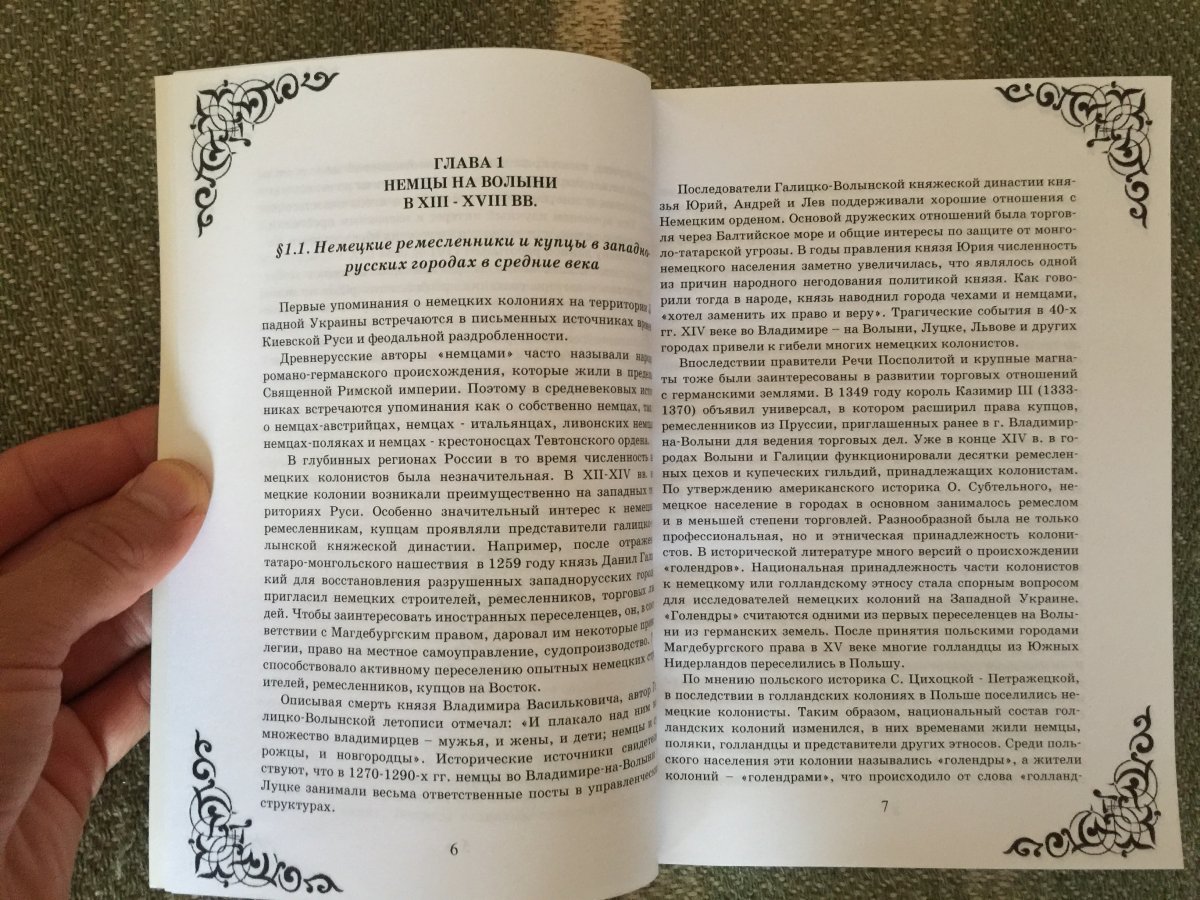 ГЛАВА 1
НЕМЦЫ НА ВОЛЫНИ
В XIII - XVIII ВВ.
§1.1. Немецкие ремесленники и купцы в западно-
русских городах в средние века
Первые упоминания о немецких колониях на территории
падной Украины встречаются в письменных источниках
Киевской Руси и феодальной раздробленности.
Древнерусские авторы «немцами» часто называли
романо-германского происхождения, которые жили в
Священной Римской империи. Поэтому в средневековых
никах встречаются упоминания как о собственно немцах,
о немцах-австрийцах, немцах - итальянцах, ливонских
немцах-поляках и немцах - крестоносцах Тевтонского ордена.
В глубинных регионах России в то время численность
мецких колонистов была незначительная. В XII-XIV вв.
мецкие колонии возникали преимущественно на западных
риториях Руси. Особенно значительный интерес к
ремесленникам, купцам проявляли представители
лынской княжеской династии. Например, после
татаро-монгольского нашествия в 1259 году князь Данил
кий для восстановления разрушенных западнорусских
пригласил немецких строителей, ремесленников, торговых
дей. Чтобы заинтересовать иностранных переселенцев, он, в
ветствии с Магдебургским правом, даровал им некоторые
легии, право на местное самоуправление, судопроизводство.
способствовало активному переселению опытных немецких
ителей, ремесленников, купцов на Восток.
Описывая смерть князя Владимира Васильковича, автор
лицко-Волынской летописи отмечал: «И плакало над ним
множество владимирцев – мужья, и жены, и дети; немцы и
рожцы, и новгородцы». Исторические источники
ствуют, что в 1270-1290-х гг. немцы во Владимире-на-Волыни
Луцке занимали весьма ответственные посты в
структурах.
6
Последователи Галицко-Волынской княжеской династии кня-
зья Юрий, Андрей и Лев поддерживали хорошие отношения с
Немецким орденом. Основой дружеских отношений была торгов-
ля через Балтийское море и общие интересы по защите от монго-
ло-татарской угрозы. В годы правления князя Юрия численность
немецкого населения заметно увеличилась, что являлось одной
из причин народного негодования политикой князя. Как гово-
рили тогда в народе, князь наводнил города чехами и немцами,
«хотел заменить их право и веру». Трагические события в 40-х
гг. XIV веке во Владимире – на Волыни, Луцке, Львове и других
городах привели к гибели многих немецких колонистов.
Впоследствии правители Речи Посполитой и крупные магна-
ты тоже были заинтересованы в развитии торговых отношений
с германскими землями. В 1349 году король Казимир III (1333-
1370) объявил универсал, в котором расширил права купцов,
ремесленников из Пруссии, приглашенных ранее в г. Владимир-
на-Волыни для ведения торговых дел. Уже в конце XIV в. в го-
родах Волыни и Галиции функционировали десятки ремеслен-
ных цехов и купеческих гильдий, принадлежащих колонистам.
По утверждению американского историка О. Субтельного, не-
мецкое население в городах в основном занималось ремеслом
и в меньшей степени торговлей. Разнообразной была не только
профессиональная, но и этническая принадлежность колони-
стов. В исторической литературе много версий о происхождении
«голендров». Национальная принадлежность части колонистов
к немецкому или голландскому этносу стала спорным вопросом
для исследователей немецких колоний на Западной Украине.
«Голендры» считаются одними из первых переселенцев на Волы-
ни из германских земель. После принятия польскими городами
Магдебургского права в XV веке многие голландцы из Южных
Нидерландов переселились в Польшу.
По мнению польского историка С. Цихоцкой - Петражецкой,
в последствии в голландских колониях в Польше поселились не-
мецкие колонисты. Таким образом, национальный состав гол-
ландских колоний изменился, в них временами жили немцы,
поляки, голландцы и представители других этносов. Среди поль-
ского населения эти колонии назывались «голендры», а жители
колоний – «голендрами», что происходило от слова «голланд-
7